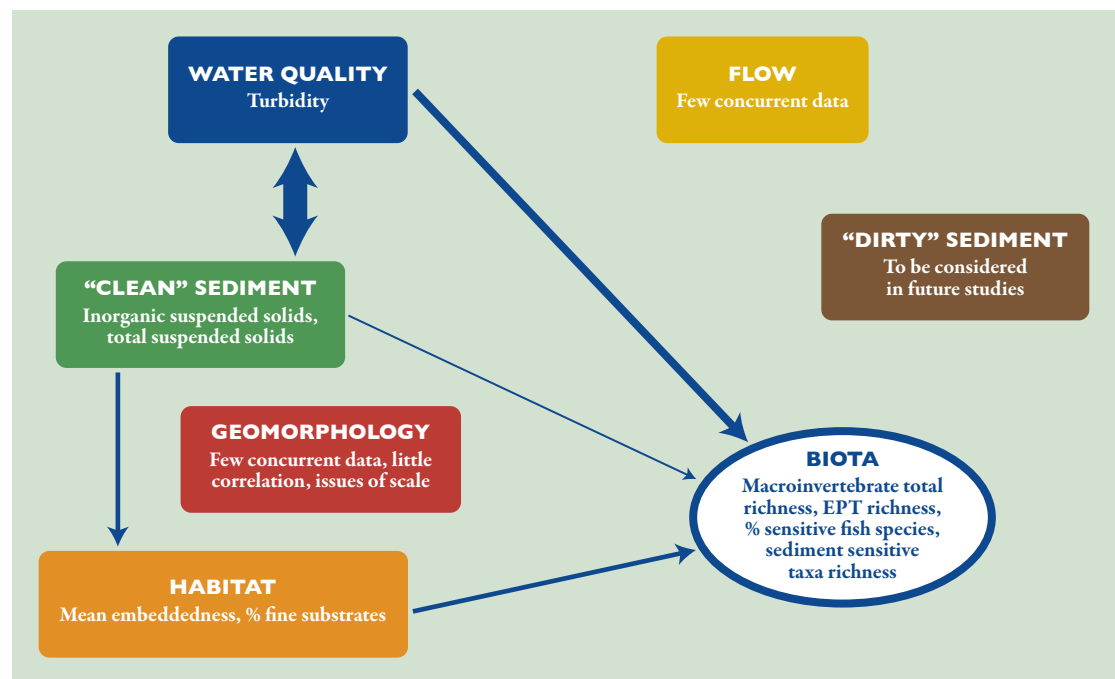 WATER QUALITY
Turbidity
FLOW
Few concurrent data
“DIRTY” SEDIMENT
To be considered
in future studies
“CLEAN” SEDIMENT
Inorganic suspended solids,
total suspended solids
GEOMORPHOLOGY
Few concurrent data, little
correlation, issues of scale
BIOTA
Macroinvertebrate total
richness, EPT richness,
% sensitive fish species,
sediment sensitive
taxa richness
HABITAT
Mean embeddedness, % fine substrates